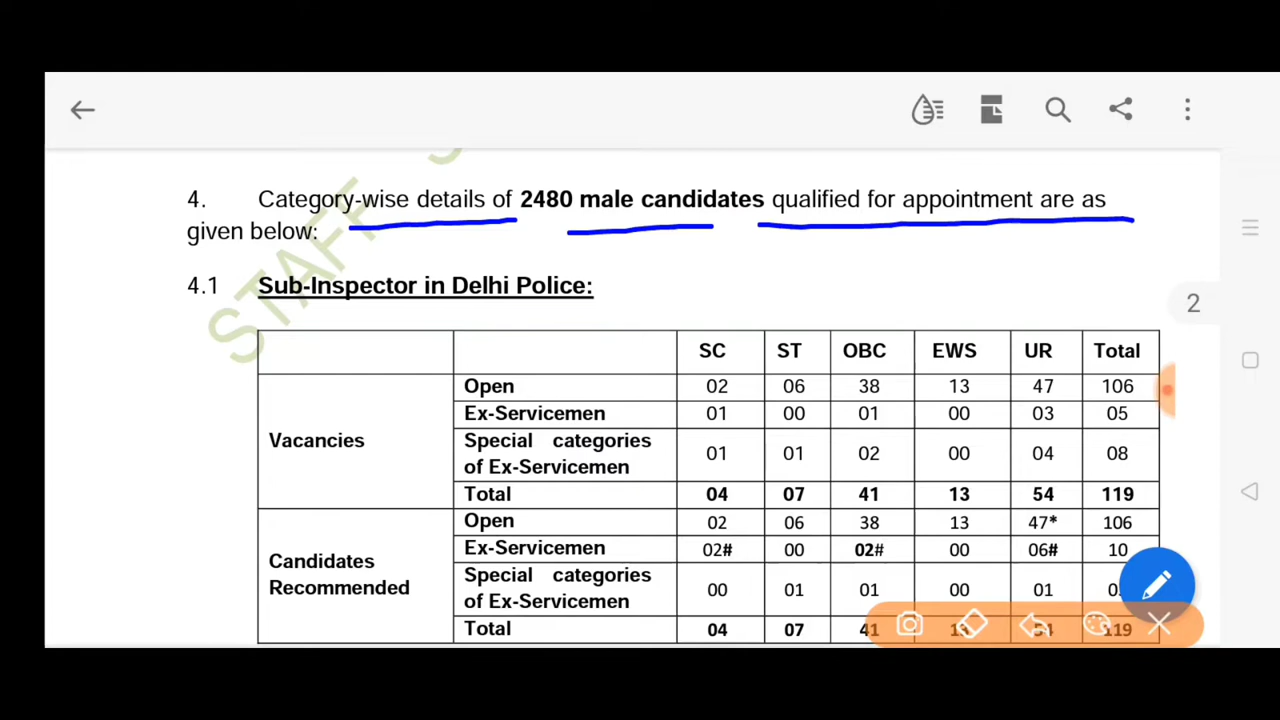 STAFF
4. Category-wise details of 2480 male candidates qualified for appointment are as
given below:
4.1 Sub-Inspector in Delhi Police:
2
SC ST OBC EWS UR Total
Vacancies
Open 02 06 38 13 47 106
Ex-Servicemen 01 00 01 00 03 05
Special categories
of Ex-Servicemen 01 01 02 00 04 08
Total 04 07 41 13 54 119
Candidates
Recommended
Open 02 06 38 13 47* 106
Ex-Servicemen 02# 00 02# 00 06# 10
Special categories
of Ex-Servicemen 00 01 01 00 01
Total 04 07 41 119